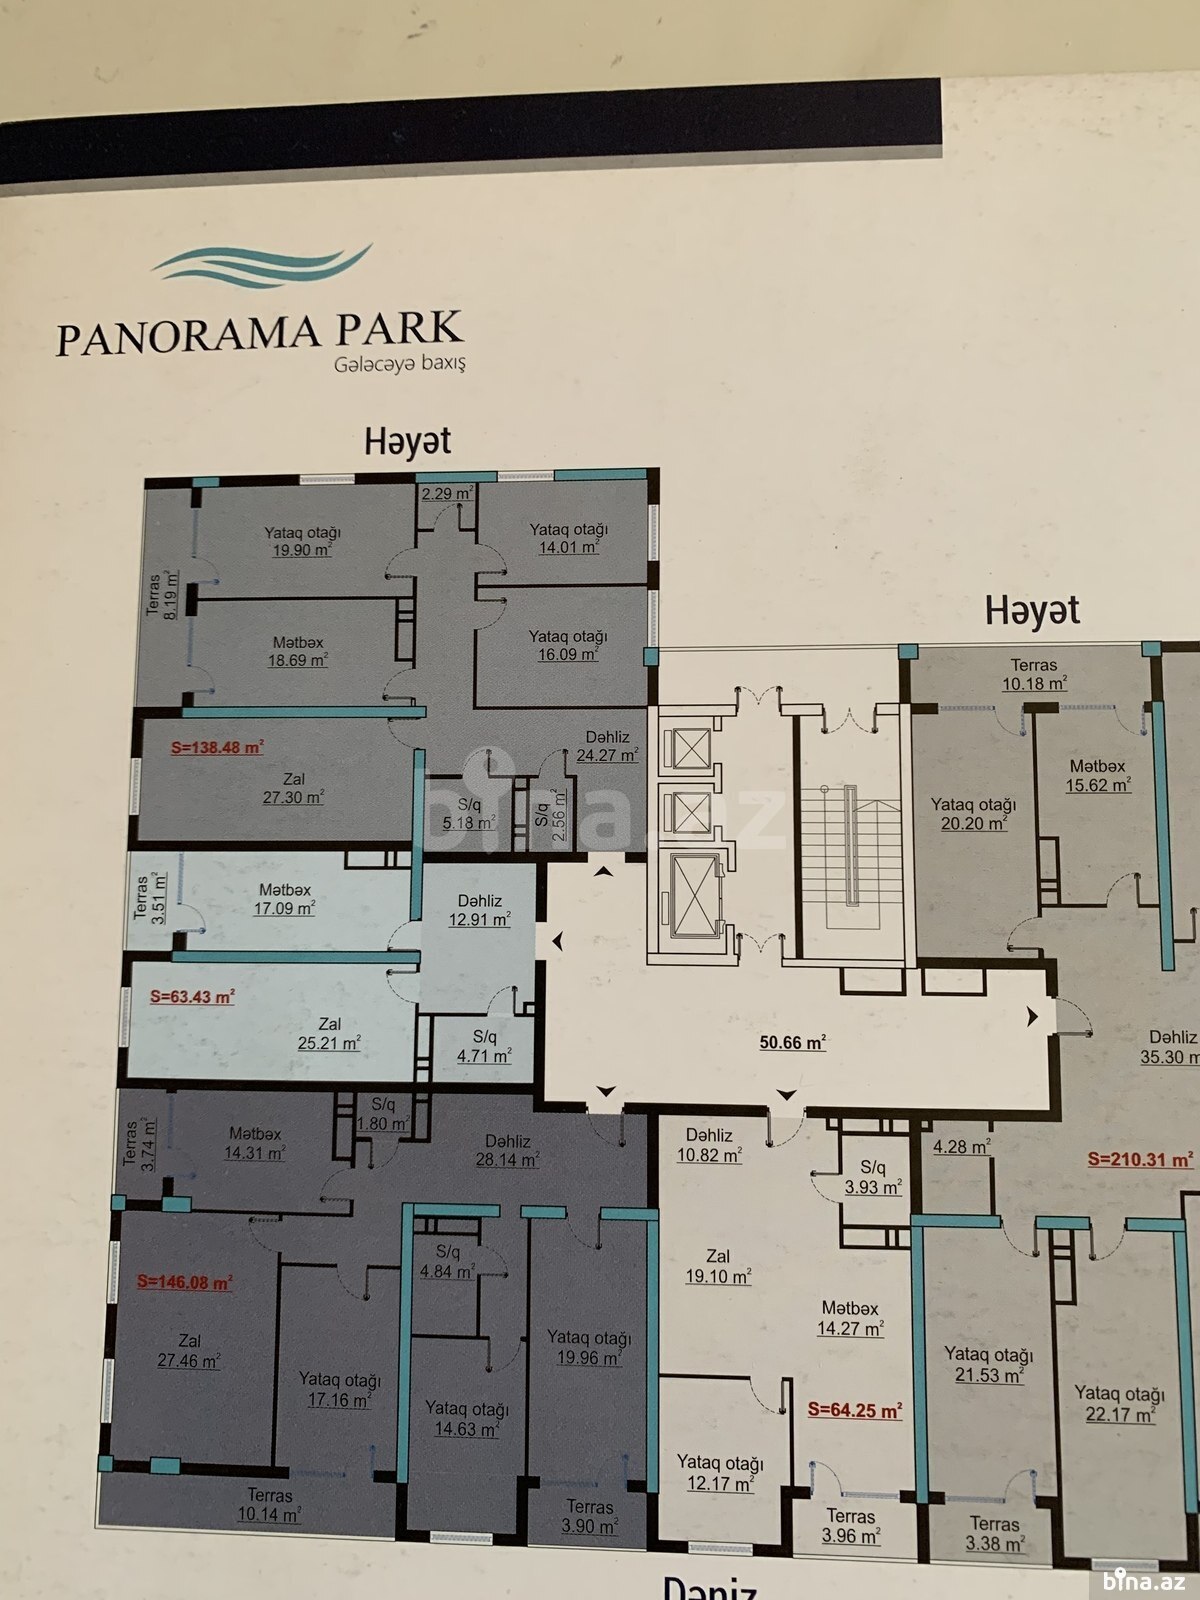 PANORAMA PARK
Gələcəyə baxış
Həyət
2.29 m²
Yataq otağı
19.90 m²
Yataq otağı
14.01 m²
Terras
8.19 m²
Mətbəx
18.69 m²
Yataq otağı
16.09 m²
Həyət
Terras
10.18 m²
S=138.48 m²
Zal
27.30 m²
Dəhliz
24.27 m²
S/q
5.18 m²
S/q
2.56 m²
bina.az
Yataq otağı
20.20 m²
Mətbəx
15.62 m²
Terras
3.51 m²
Mətbəx
17.09 m²
Dəhliz
12.91 m²
S=63.43 m²
Zal
25.21 m²
S/q
4.71 m²
50.66 m²
Dəhliz
35.30 m
Terras
3.74 m²
Mətbəx
14.31 m²
S/q
1.80 m²
Dəhliz
28.14 m²
Dəhliz
10.82 m²
S/q
3.93 m²
4.28 m²
S=210.31 m²
S=146.08 m²
Zal
27.46 m²
S/q
4.84 m²
Zal
19.10 m²
Mətbəx
14.27 m²
Yataq otağı
17.16 m²
Yataq otağı
14.63 m²
Yataq otağı
19.96 m²
S=64.25 m²
Yataq otağı
21.53 m²
Yataq otağı
22.17 m²
Yataq otağı
12.17 m²
Terras
10.14 m²
Terras
3.90 m²
Terras
3.96 m²
Terras
3.38 m²
Dəniz
bina.az